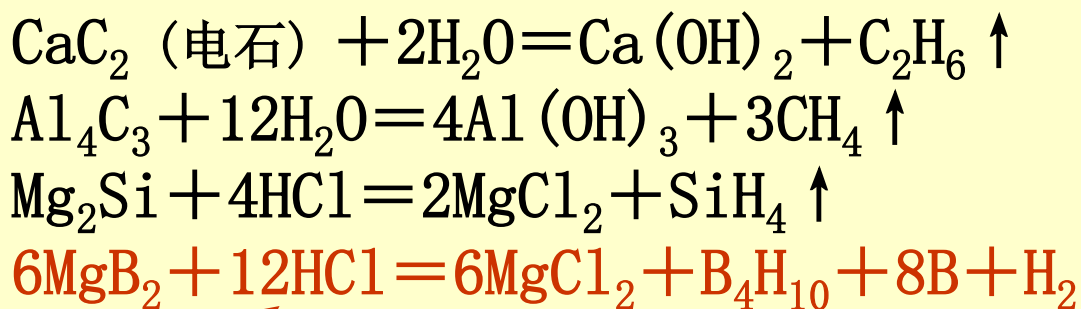 CaC₂（电石）＋2H₂O＝Ca(OH)₂＋C₂H₆↑
Al₄C₃＋12H₂O＝4Al(OH)₃＋3CH₄↑
Mg₂Si＋4HCl＝2MgCl₂＋SiH₄↑
6MgB₂＋12HCl＝6MgCl₂＋B₄H₁₀＋8B＋H₂